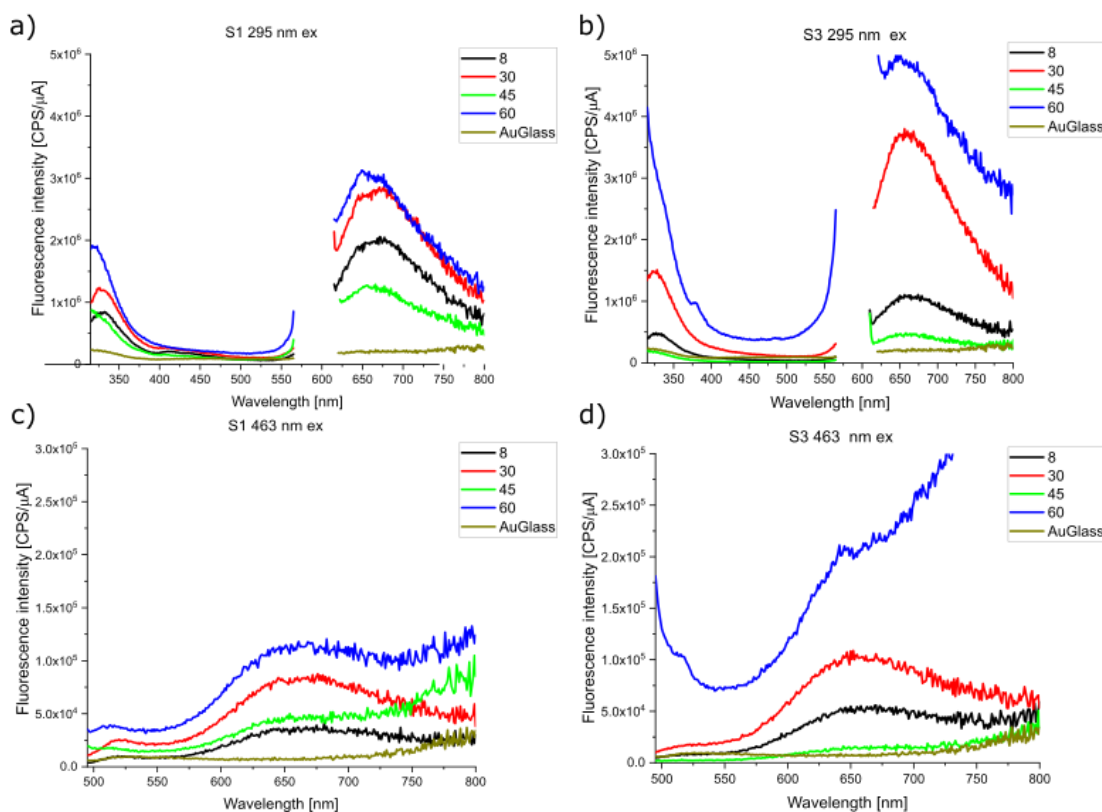 a)
S1 295 nm ex
5x10⁶
4x10⁶
3x10⁶
2x10⁶
1x10⁶
0
Fluorescence intensity [CPS/µA]
350 400 450 500 550 600 650 700 750 800
Wavelength [nm]
8
30
45
60
AuGlass
b)
S3 295 nm ex
5x10⁶
4x10⁶
3x10⁶
2x10⁶
1x10⁶
0
Fluorescence intensity [CPS/µA]
350 400 450 500 550 600 650 700 750 800
Wavelength [nm]
8
30
45
60
AuGlass
c)
S1 463 nm ex
3.0x10⁵
2.5x10⁵
2.0x10⁵
1.5x10⁵
1.0x10⁵
5.0x10⁴
0.0
Fluorescence intensity [CPS/µA]
500 550 600 650 700 750 800
Wavelength [nm]
8
30
45
60
AuGlass
d)
S3 463 nm ex
3.0x10⁵
2.5x10⁵
2.0x10⁵
1.5x10⁵
1.0x10⁵
5.0x10⁴
0.0
Fluorescence intensity [CPS/µA]
500 550 600 650 700 750 800
Wavelength [nm]
8
30
45
60
AuGlass